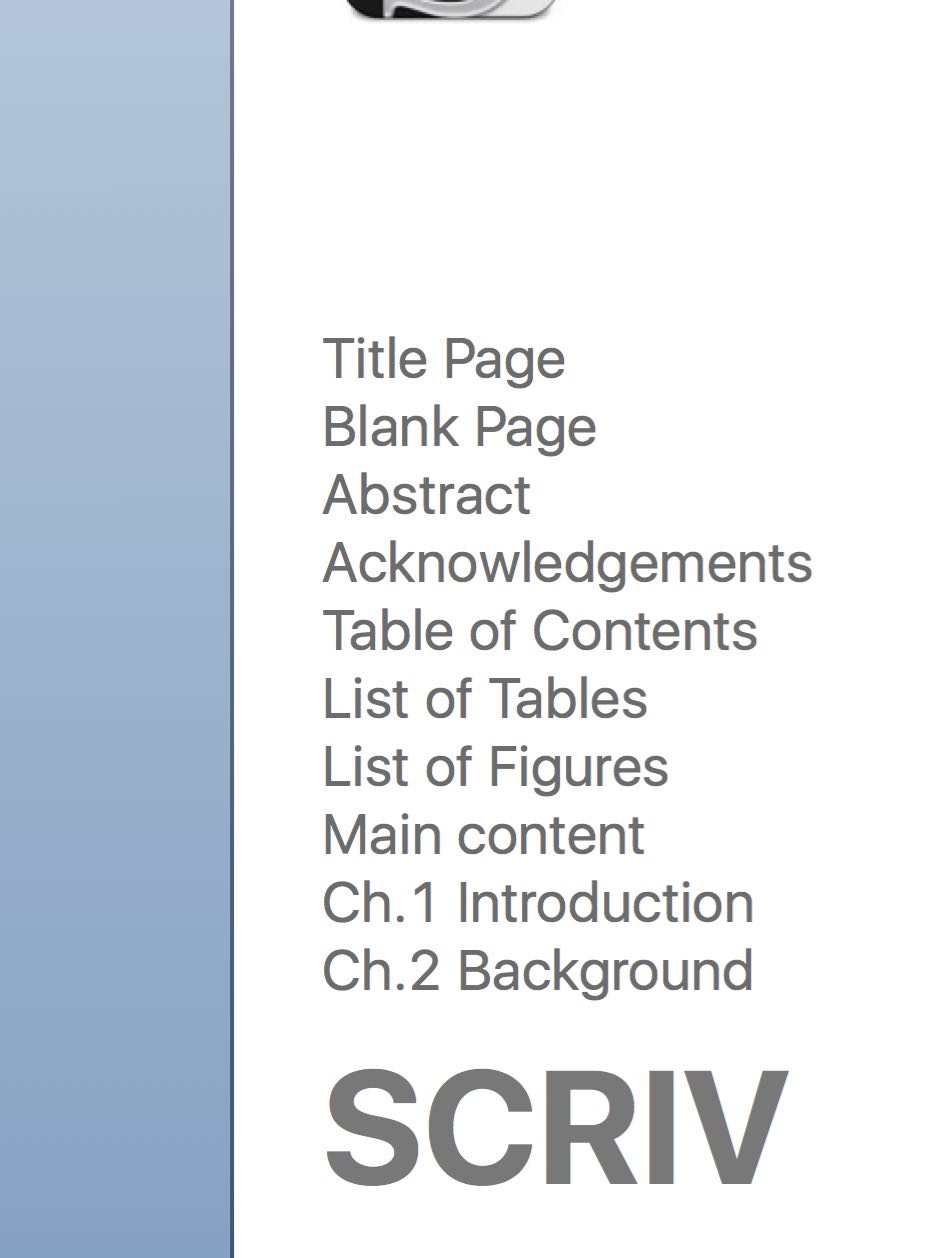 Title Page
Blank Page
Abstract
Acknowledgements
Table of Contents
List of Tables
List of Figures
Main content
Ch.1 Introduction
Ch.2 Background
SCRIV